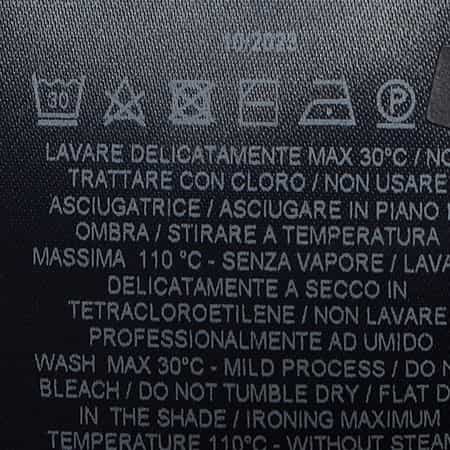 10/2023
30 P
LAVARE DELICATAMENTE MAX 30°C / NO
TRATTARE CON CLORO / NON USARE
ASCIUGATRICE / ASCIUGARE IN PIANO
OMBRA / STIRARE A TEMPERATURA
MASSIMA 110 °C - SENZA VAPORE / LAVA
DELICATAMENTE A SECCO IN
TETRACLOROETILENE / NON LAVARE
PROFESSIONALMENTE AD UMIDO
WASH MAX 30°C - MILD PROCESS / DO N
BLEACH / DO NOT TUMBLE DRY / FLAT D
IN THE SHADE / IRONING MAXIMUM
TEMPERATURE 110°C - WITHOUT STEAM